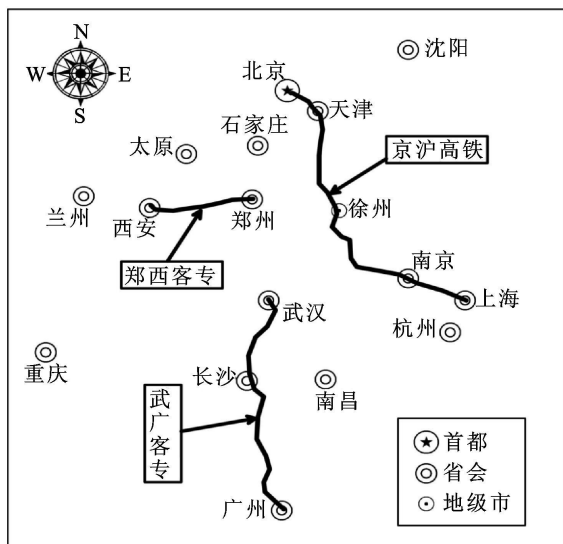 N
W
E
S
沈阳
北京
天津
石家庄
太原
京沪高铁
兰州
西安
郑州
徐州
郑西客专
南京
上海
武汉
杭州
重庆
长沙
南昌
武广客专
广州
首都
省会
地级市